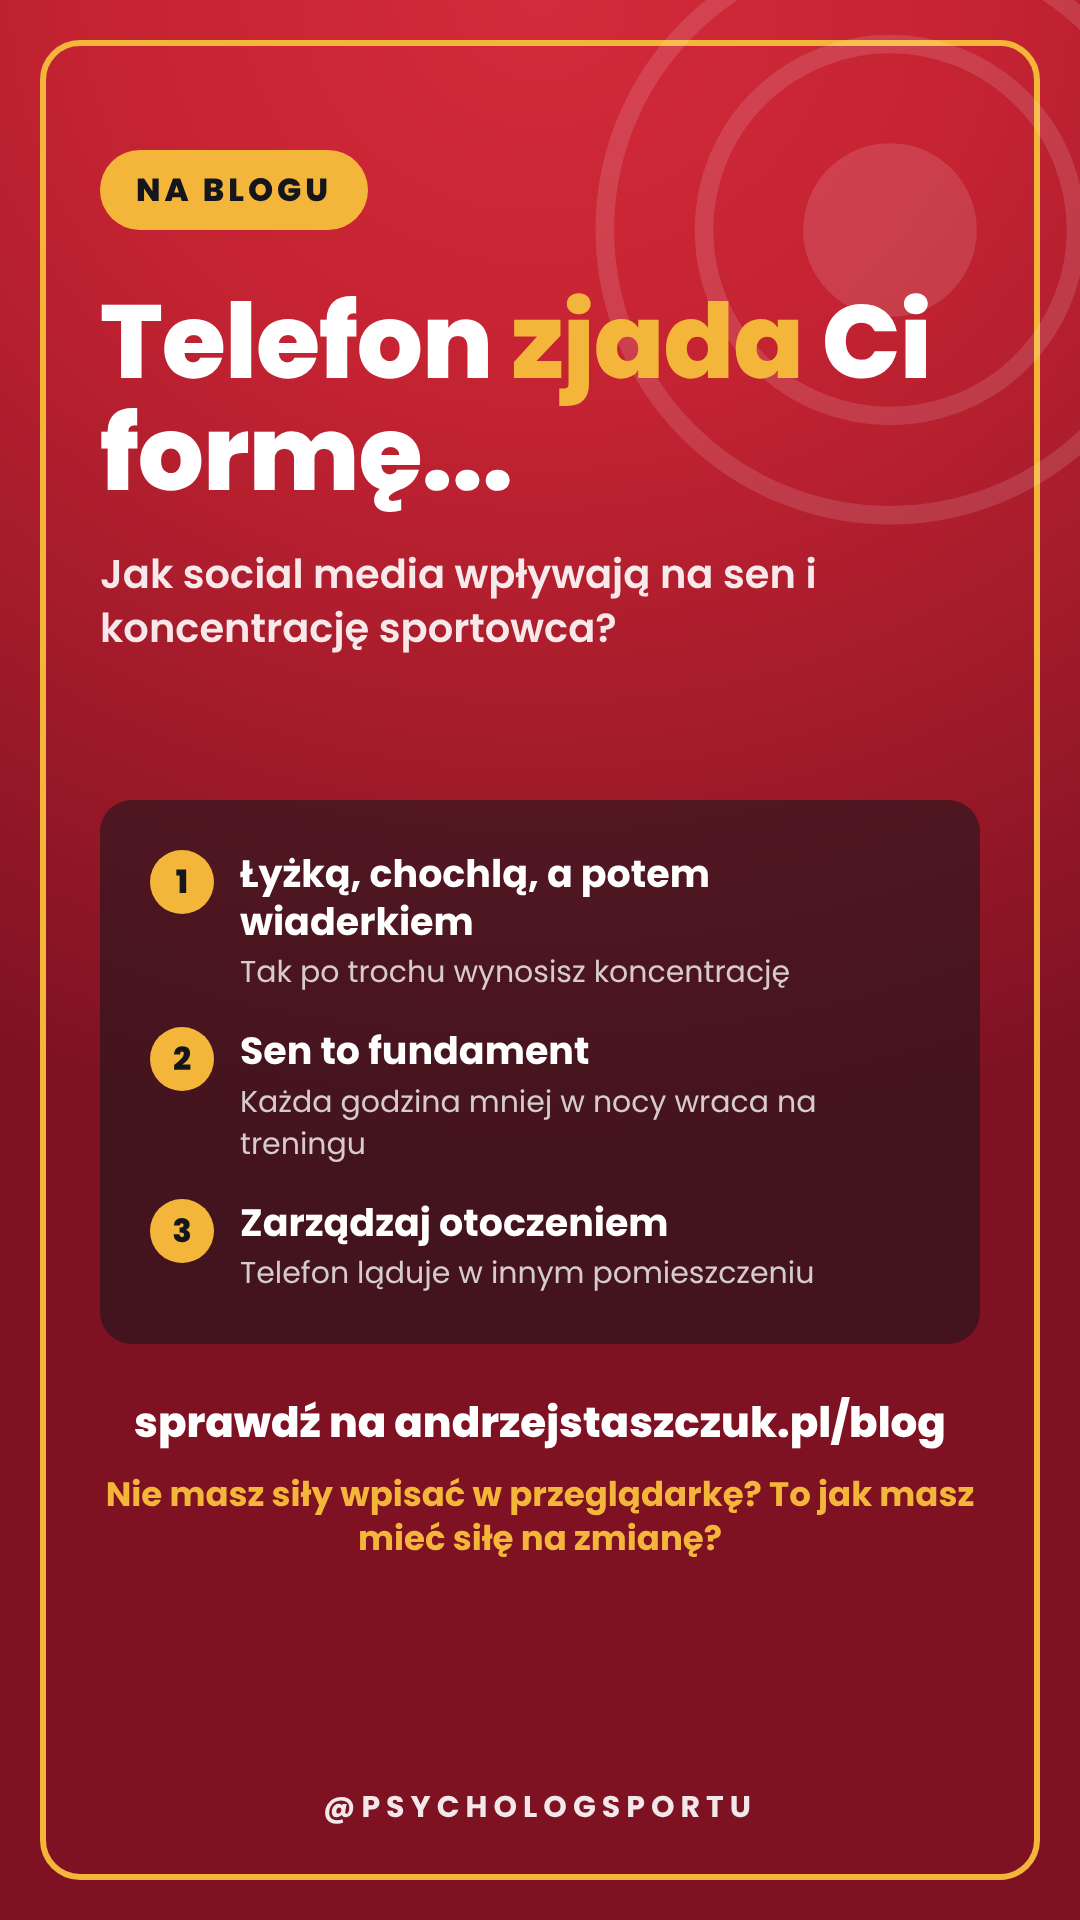 NA BLOGU
Telefon zjada Ci
formę...
Jak social media wpływają na sen i
koncentrację sportowca?
1
Łyżką, chochlą, a potem
wiaderkiem
Tak po trochu wynosisz koncentrację
2
Sen to fundament
Każda godzina mniej w nocy wraca na
treningu
3
Zarządzaj otoczeniem
Telefon ląduje w innym pomieszczeniu
sprawdź na andrzejstaszczuk.pl/blog
Nie masz siły wpisać w przeglądarkę? To jak masz
mieć siłę na zmianę?
@PSYCHOLOGSPORTU